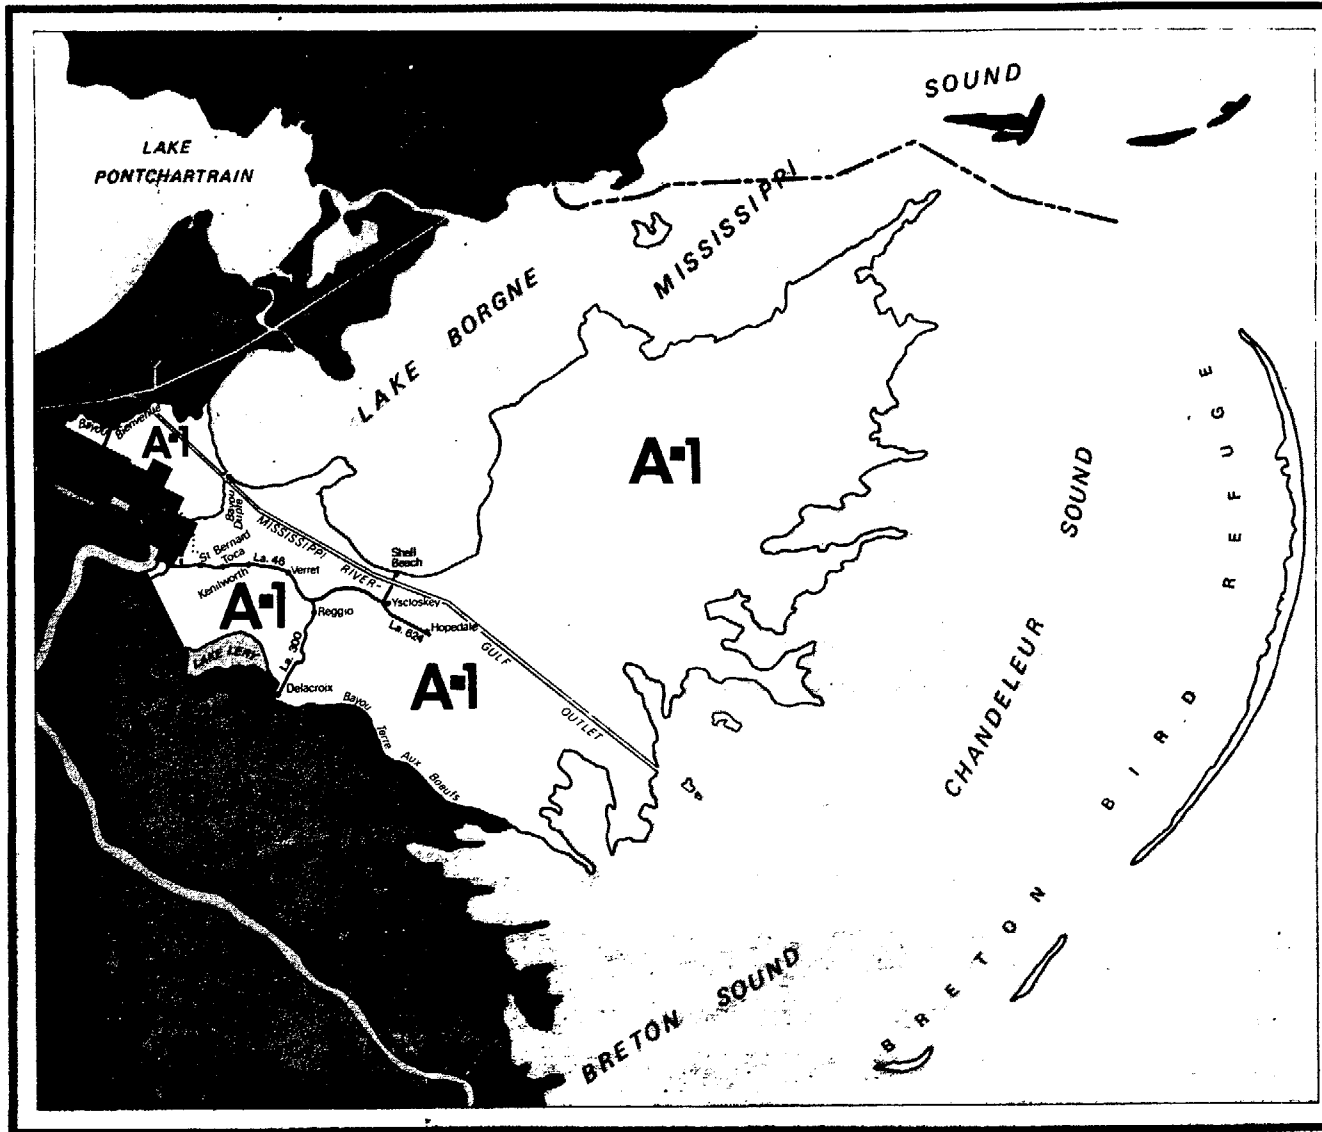 SOUND
LAKE
PONTCHARTRAIN
MISSISSIPPI
LAKE BORGNE
REFUGE
Bayou Bienvenue
A-1
A-1
SOUND
Bayou
Dupre
MISSISSIPPI
RIVER-
GULF
OUTLET
St Bernard
Toca
La. 46
Verret
Shell
Beach
Kenilworth
A-1
Reggio
Yscloskey
La. 624
Hopedale
LAKE LERY
La. 300
Delacroix
A-1
Bayou
Terre
Aux
Boeufs
CHANDELEUR
BIRD
BRETON
BRETON SOUND